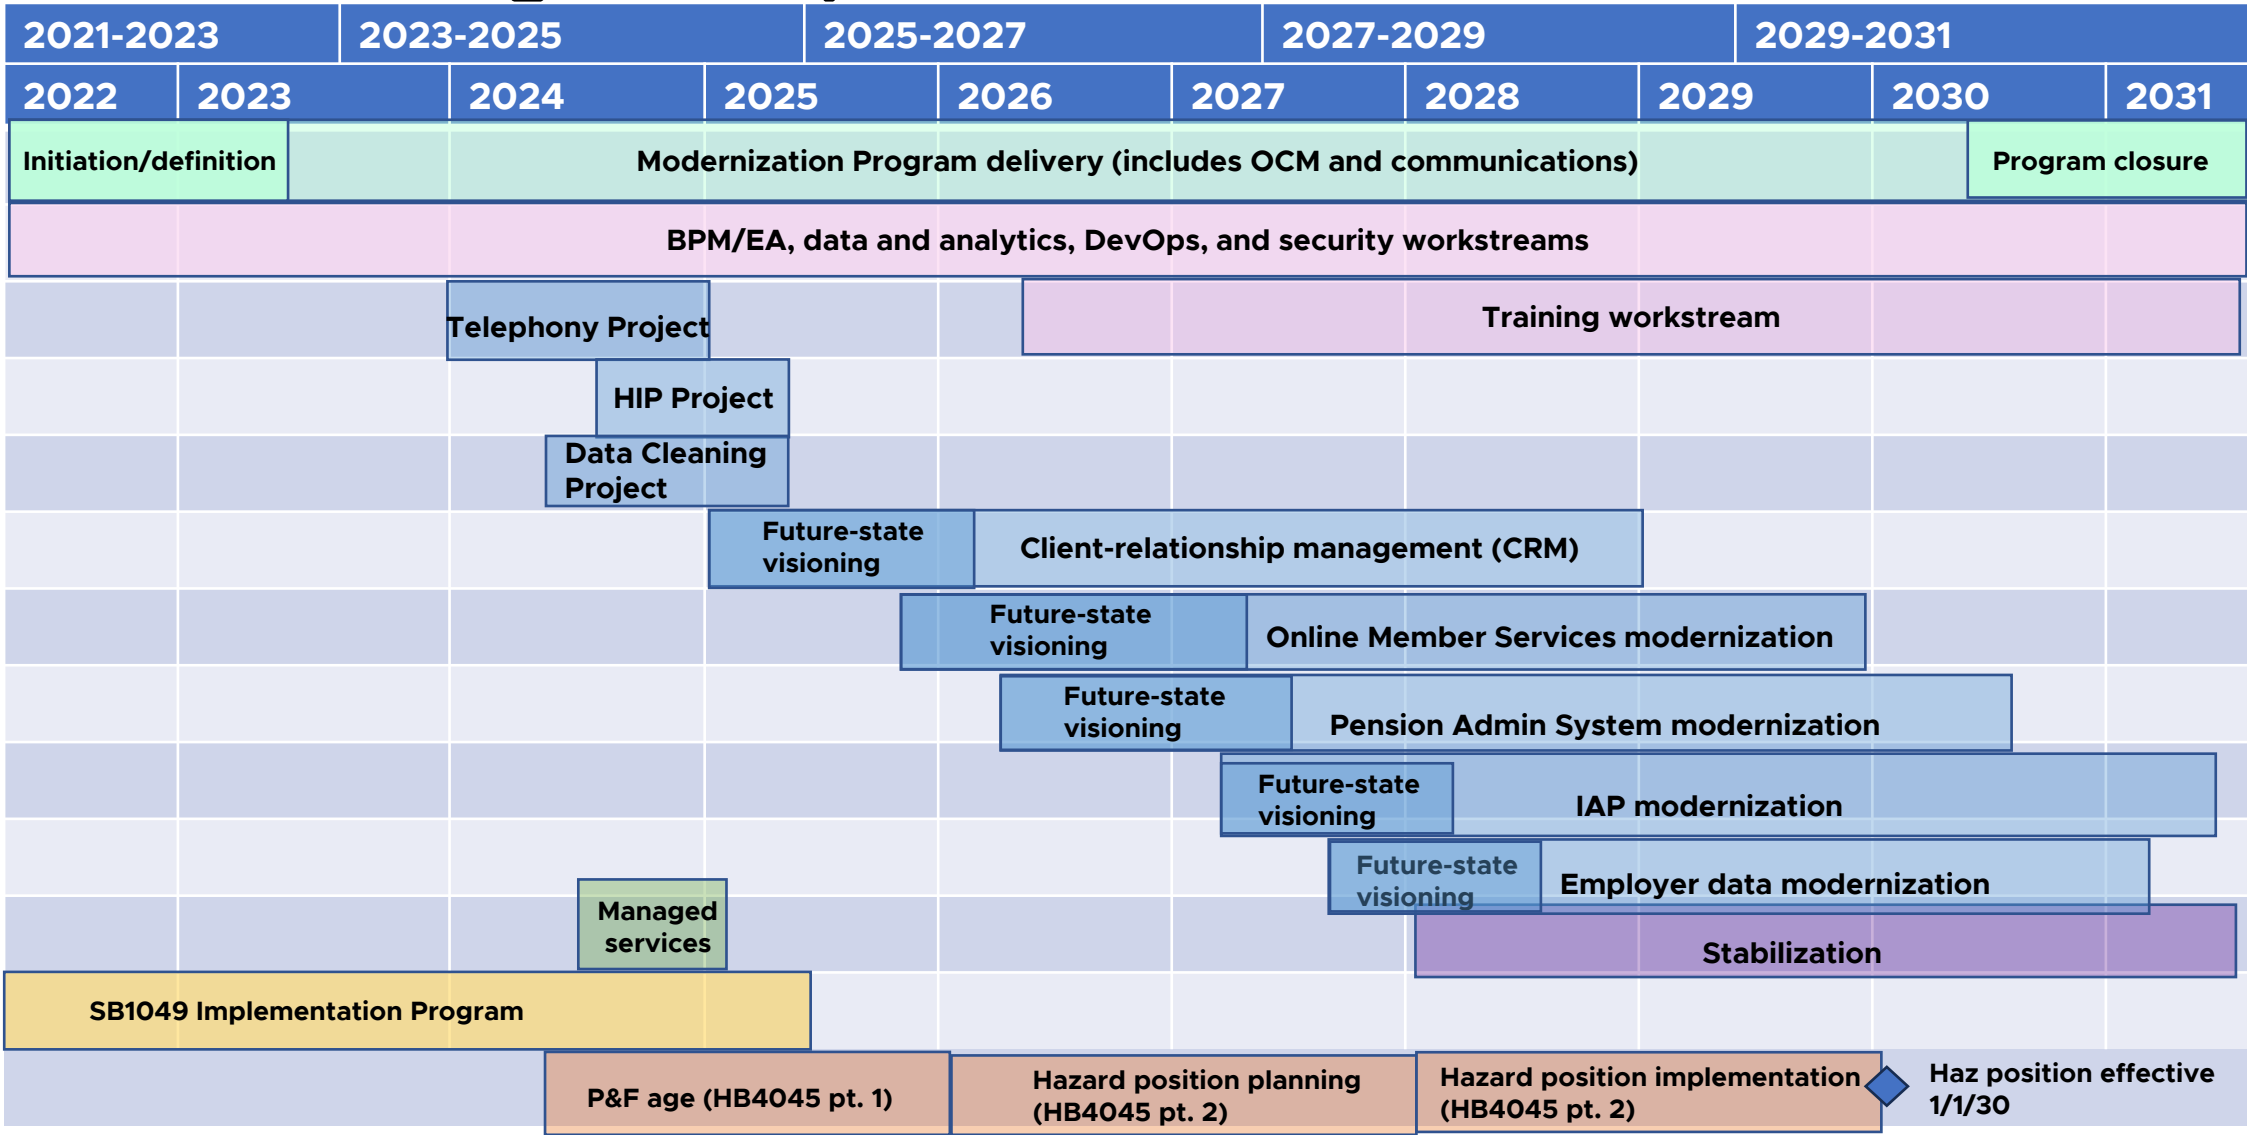 2021-2023 2023-2025 2025-2027 2027-2029 2029-2031
2022 2023 2024 2025 2026 2027 2028 2029 2030 2031
Initiation/definition
Modernization Program delivery (includes OCM and communications)
Program closure
BPM/EA, data and analytics, DevOps, and security workstreams
Telephony Project
Training workstream
HIP Project
Data Cleaning
Project
Future-state
visioning
Client-relationship management (CRM)
Future-state
visioning
Online Member Services modernization
Future-state
visioning
Pension Admin System modernization
Future-state
visioning
IAP modernization
Future-state
visioning
Employer data modernization
Managed
services
Stabilization
SB1049 Implementation Program
P&F age (HB4045 pt. 1)
Hazard position planning
(HB4045 pt. 2)
Hazard position implementation
(HB4045 pt. 2)
Haz position effective
1/1/30